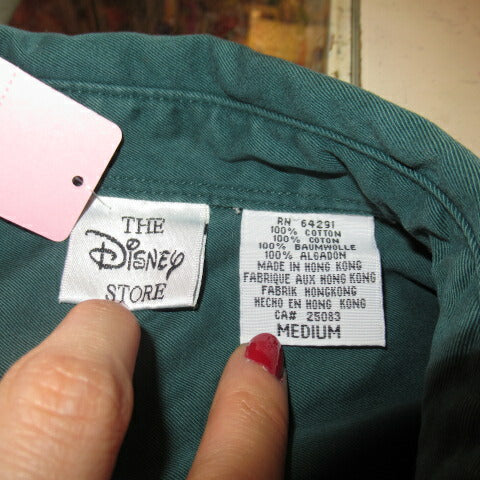 THE
Disney
STORE
RN 64291
100% COTTON
100% COTON
100% BAUMWOLLE
100% ALGODON
MADE IN HONG KONG
FABRIQUE AUX HONG KONG
FABRIK HONGKONG
HECHO EN HONG KONG
CA# 25083
MEDIUM